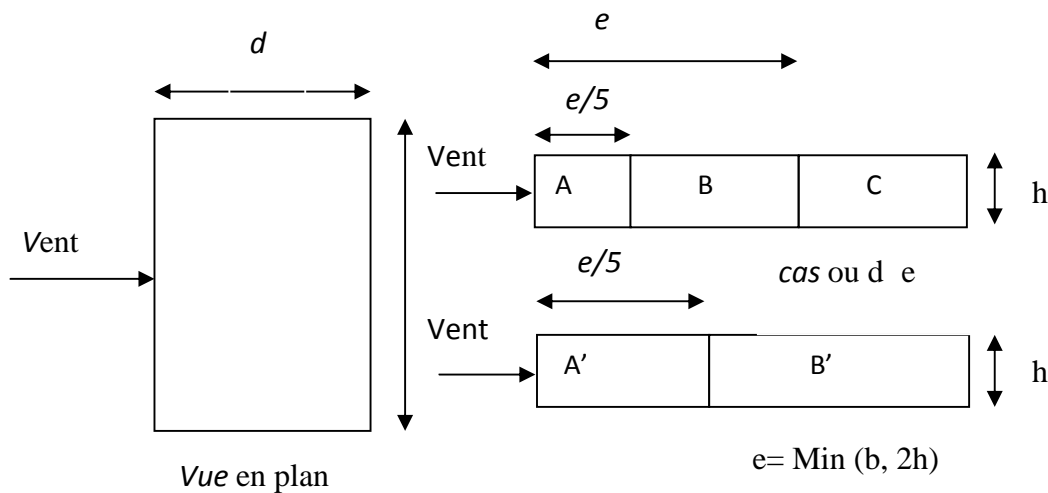 d
Vent
Vue en plan
e
e/5
Vent
A B C
h
cas ou d e
e/5
Vent
A’ B’
h
e= Min (b, 2h)